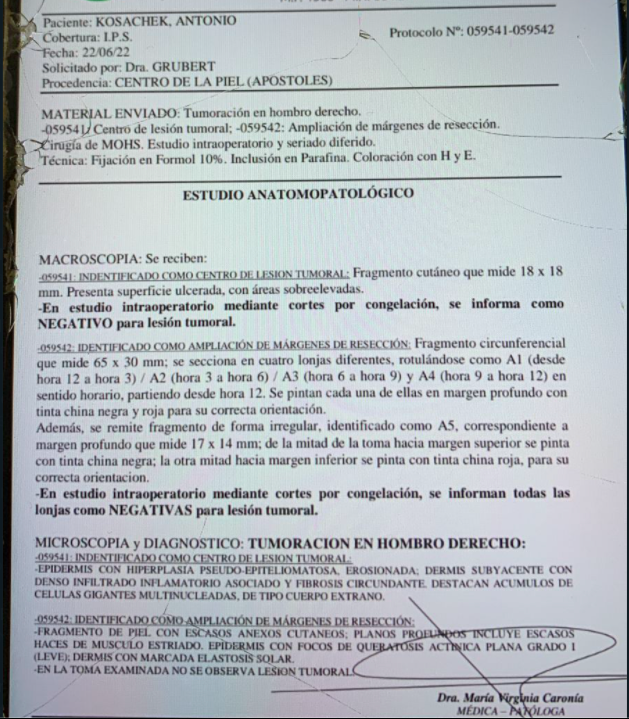 Paciente: KOSACHEK, ANTONIO
Cobertura: I.P.S.
Protocolo Nº: 059541-059542
Fecha: 22/06/22
Solicitado por: Dra. GRUBERT
Procedencia: CENTRO DE LA PIEL (APOSTOLES)
MATERIAL ENVIADO: Tumoración en hombro derecho.
-059541: Centro de lesión tumoral; -059542: Ampliación de márgenes de resección.
Cirugía de MOHS. Estudio intraoperatorio y seriado diferido.
Técnica: Fijación en Formol 10%. Inclusión en Parafina. Coloración con H y E.
ESTUDIO ANATOMOPATOLÓGICO
MACROSCOPIA: Se reciben:
-059541: INDENTIFICADO COMO CENTRO DE LESION TUMORAL: Fragmento cutáneo que mide 18 x 18
mm. Presenta superficie ulcerada, con áreas sobreelevadas.
-En estudio intraoperatorio mediante cortes por congelación, se informa como
NEGATIVO para lesión tumoral.
-059542: IDENTIFICADO COMO AMPLIACIÓN DE MÁRGENES DE RESECCIÓN: Fragmento circunferencial
que mide 65 x 30 mm; se secciona en cuatro lonjas diferentes, rotulándose como A1 (desde
hora 12 a hora 3) / A2 (hora 3 a hora 6) / A3 (hora 6 a hora 9) y A4 (hora 9 a hora 12) en
sentido horario, partiendo desde hora 12. Se pintan cada una de ellas en margen profundo con
tinta china negra y roja para su correcta orientación.
Además, se remite fragmento de forma irregular, identificado como A5, correspondiente a
margen profundo que mide 17 x 14 mm; de la mitad de la toma hacia margen superior se pinta
con tinta china negra; la otra mitad hacia margen inferior se pinta con tinta china roja, para su
correcta orientacion.
-En estudio intraoperatorio mediante cortes por congelación, se informan todas las
lonjas como NEGATIVAS para lesión tumoral.
MICROSCOPIA y DIAGNOSTICO: TUMORACION EN HOMBRO DERECHO:
-059541: INDENTIFICADO COMO CENTRO DE LESION TUMORAL:
-EPIDERMIS CON HIPERPLASIA PSEUDO-EPITELIOMATOSA, EROSIONADA; DERMIS SUBYACENTE CON
DENSO INFILTRADO INFLAMATORIO ASOCIADO Y FIBROSIS CIRCUNDANTE. DESTACAN ACUMULOS DE
CELULAS GIGANTES MULTINUCLEADAS, DE TIPO CUERPO EXTRANO.
-059542: IDENTIFICADO COMO AMPLIACIÓN DE MÁRGENES DE RESECCIÓN:
-FRAGMENTO DE PIEL CON ESCASOS ANEXOS CUTANEOS; PLANOS PROFUNDOS INCLUYE ESCASOS
HACES DE MUSCULO ESTRIADO. EPIDERMIS CON FOCOS DE QUERATOSIS ACTINICA PLANA GRADO 1
(LEVE); DERMIS CON MARCADA ELASTOSIS SOLAR.
-EN LA TOMA EXAMINADA NO SE OBSERVA LESION TUMORAL.
Dra. María Virginia Caronía
MÉDICA - PATÓLOGA